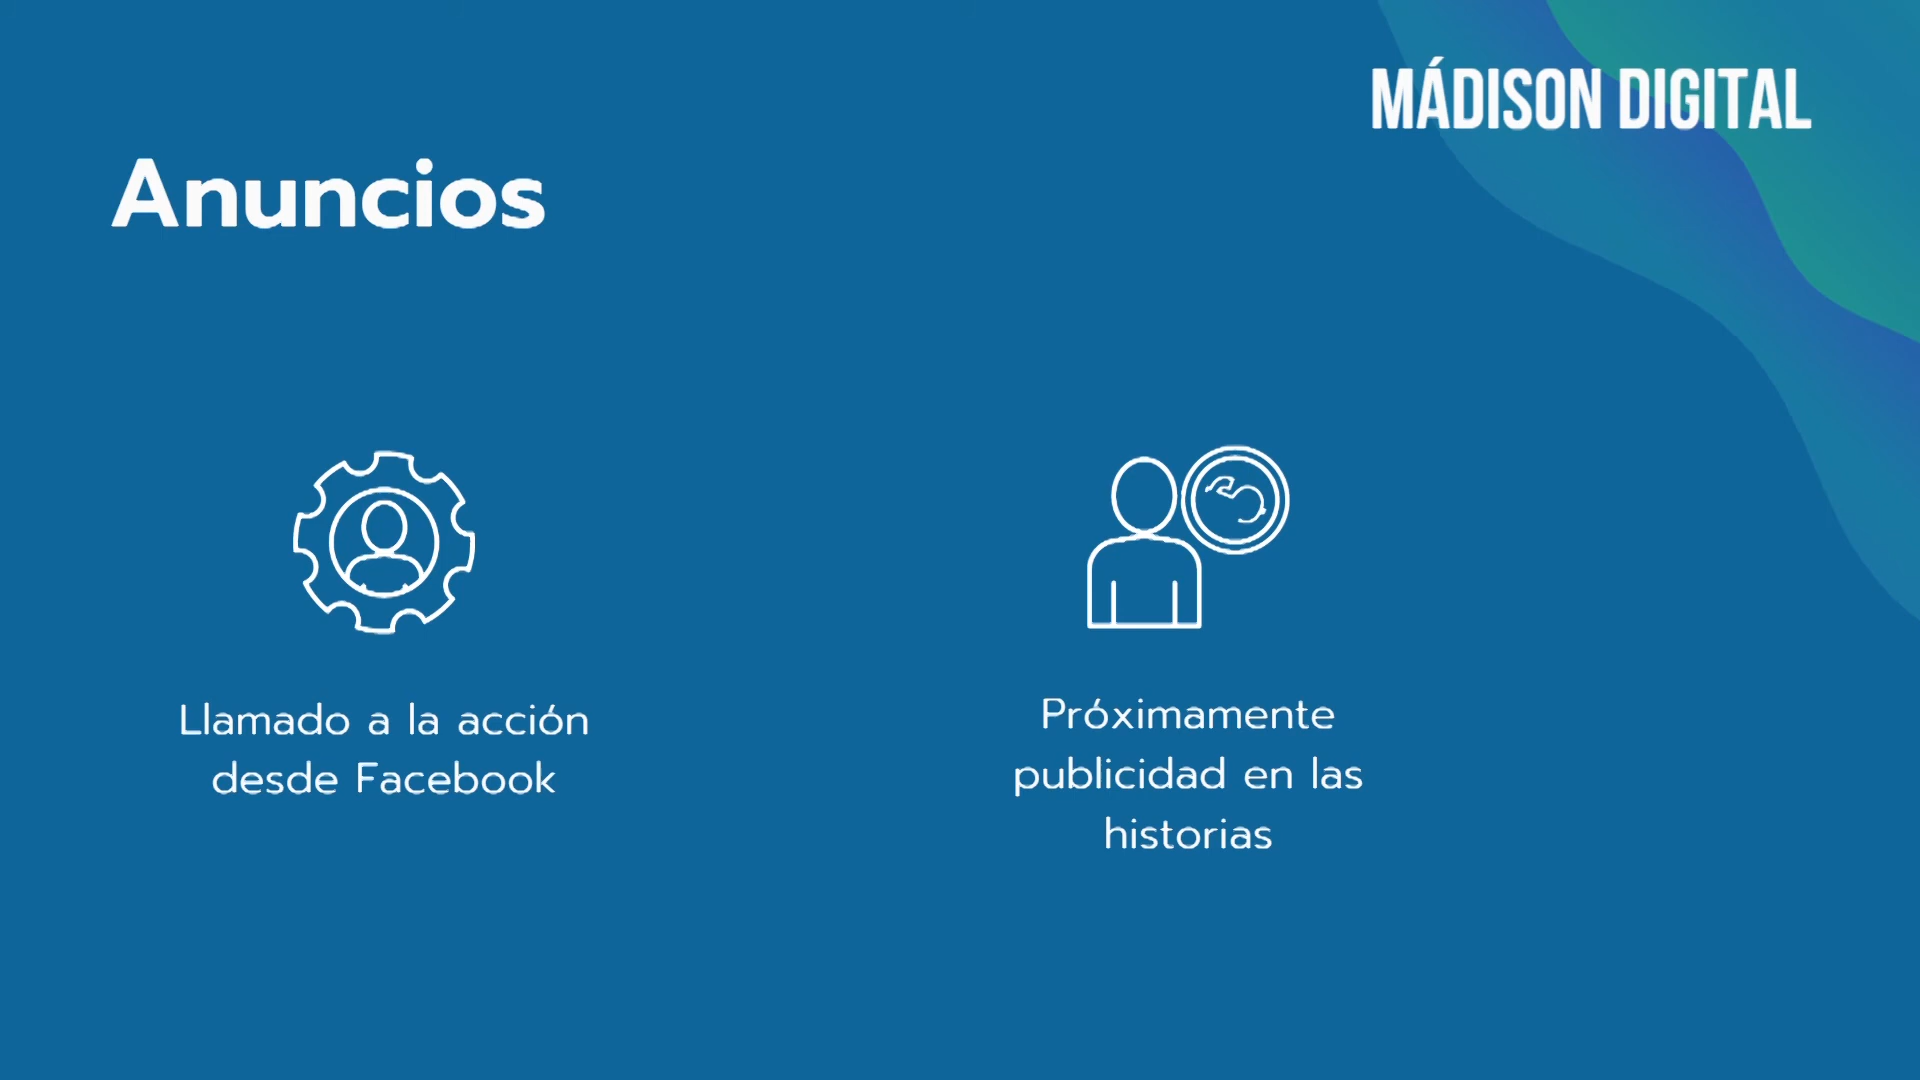 MÁDISON DIGITAL
Anuncios
Llamado a la acción
desde Facebook
Próximamente
publicidad en las
historias